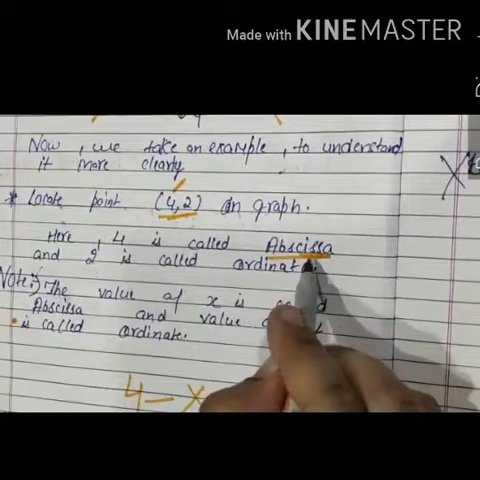 Made with KINEMASTER
Now, we take an example, to understand
it more clearly
* Locate point (4,2) on graph.
Here, 4 is called Abscissa
and 2 is called ordinat
Note:-) The value of x is
Abscissa and value
is called ordinate.
4 - X
X